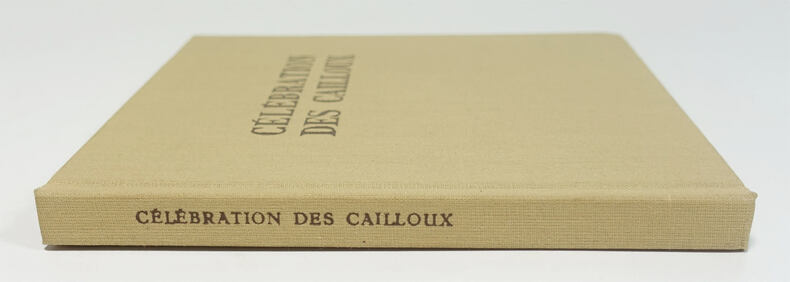 CÉLÉBRATION
DES CAILLOUX
CÉLÉBRATION DES CAILLOUX